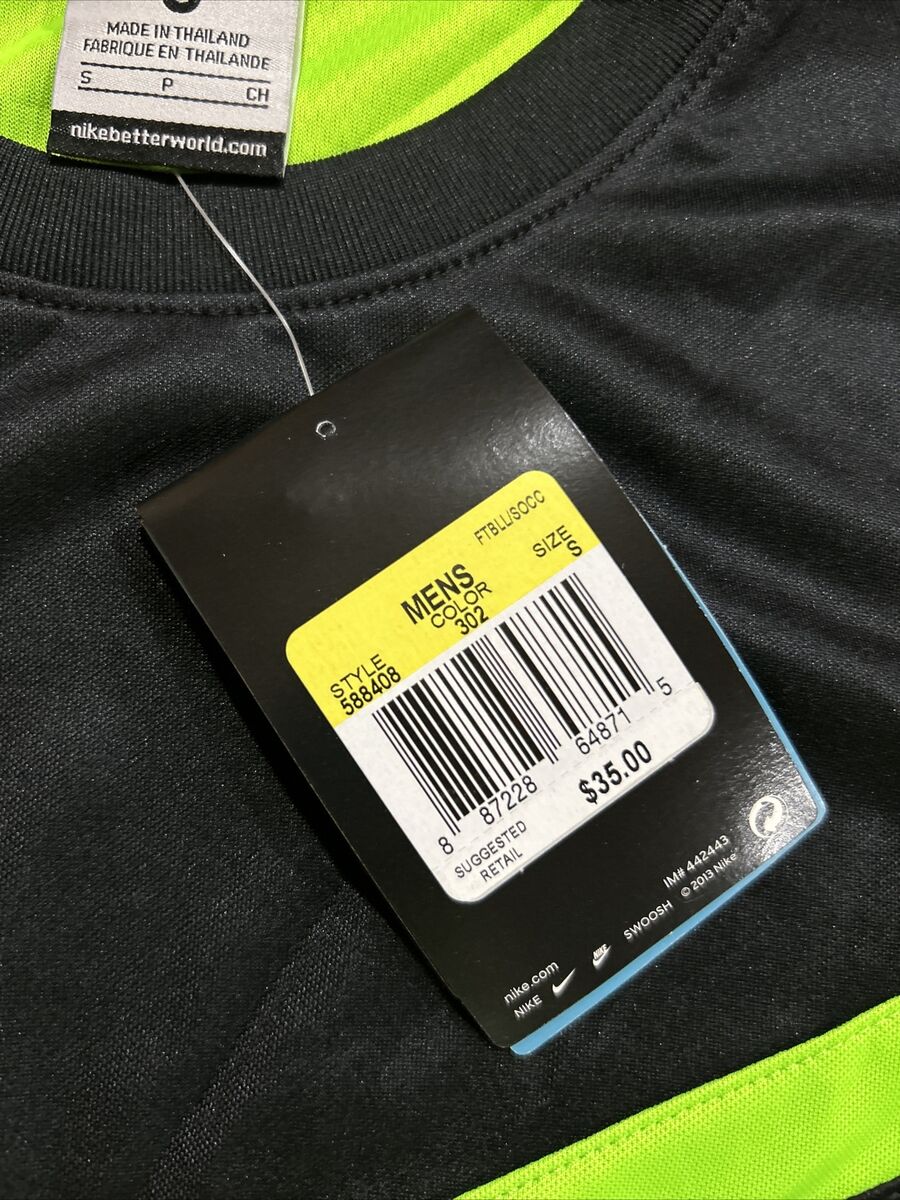 MADE IN THAILAND
FABRIQUE EN THAILANDE
S P CH
nikebetterworld.com
FTBLL/SOCC
SIZE
S
MENS
COLOR
302
STYLE
588408
8 87228 64871 5
$35.00
SUGGESTED
RETAIL
IM# 442443
nike.com
NIKE NIKE SWOOSH © 2013 Nike